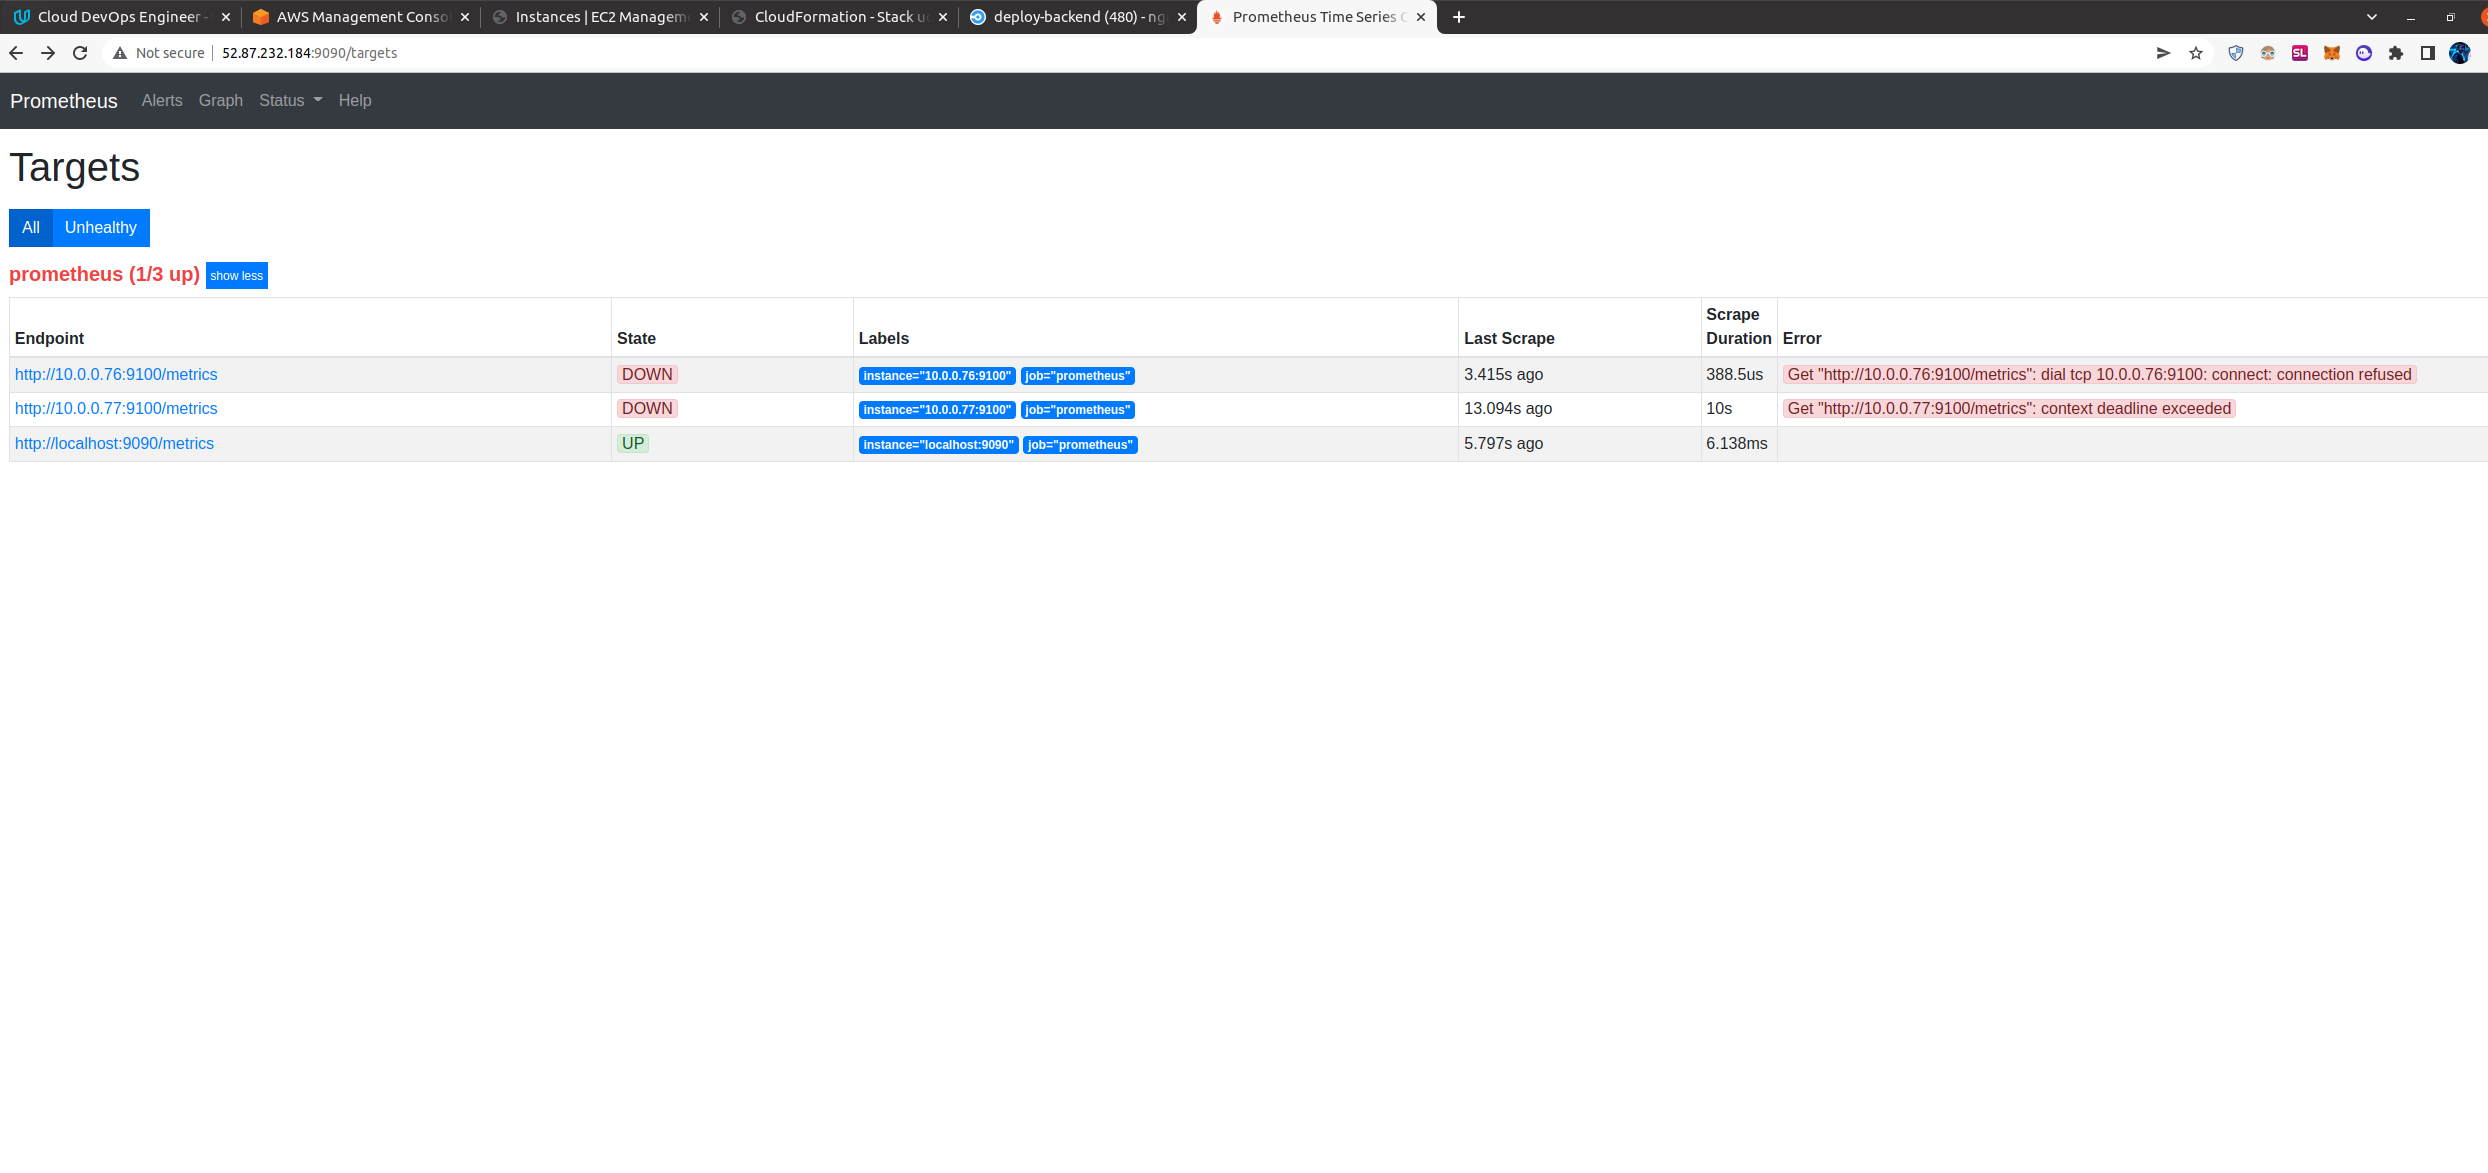 Cloud DevOps Engineer - AWS Management Conso Instances | EC2 Managem CloudFormation - Stack deploy-backend (480) - Prometheus Time Series
Not secure 52.87.232.184:9090/targets SL
Prometheus Alerts Graph Status Help
Targets
All Unhealthy
prometheus (1/3 up) show less
Endpoint State Labels Last Scrape Scrape Duration Error
http://10.0.0.76:9100/metrics DOWN instance="10.0.0.76:9100" job="prometheus" 3.415s ago 388.5us Get "http://10.0.0.76:9100/metrics": dial tcp 10.0.0.76:9100: connect: connection refused
http://10.0.0.77:9100/metrics DOWN instance="10.0.0.77:9100" job="prometheus" 13.094s ago 10s Get "http://10.0.0.77:9100/metrics": context deadline exceeded
http://localhost:9090/metrics UP instance="localhost:9090" job="prometheus" 5.797s ago 6.138ms